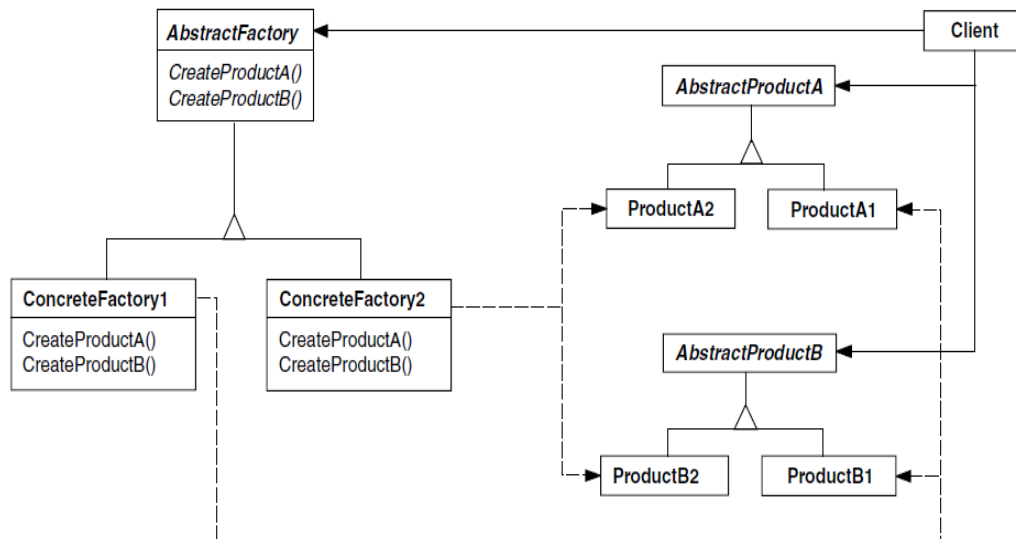 AbstractFactory
CreateProductA()
CreateProductB()
Client
AbstractProductA
ProductA2
ProductA1
ConcreteFactory1
CreateProductA()
CreateProductB()
ConcreteFactory2
CreateProductA()
CreateProductB()
AbstractProductB
ProductB2
ProductB1